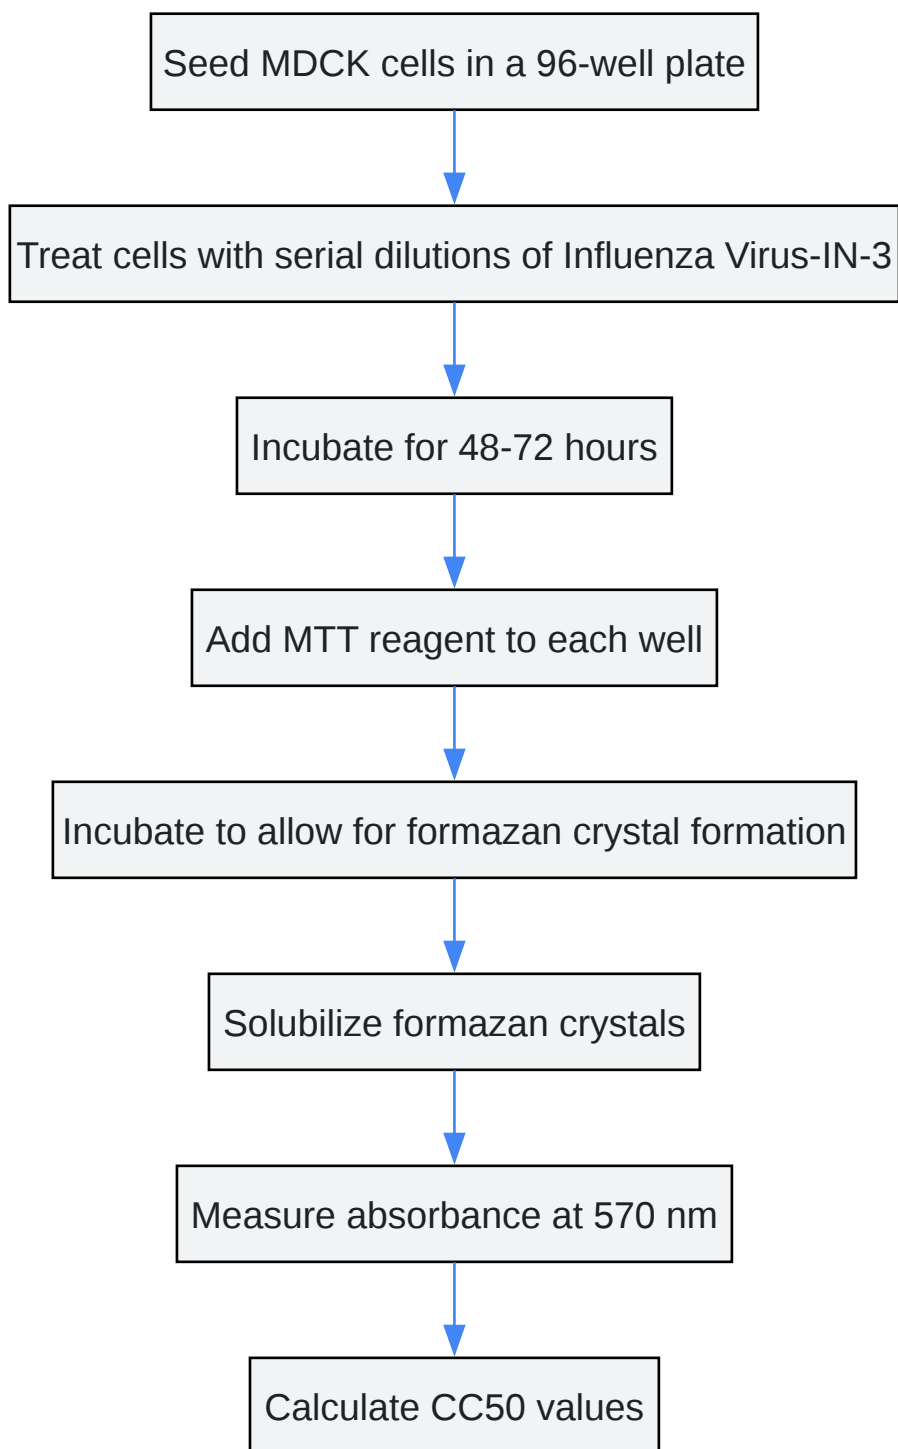 Seed MDCK cells in a 96-well plate
Treat cells with serial dilutions of Influenza Virus-IN-3
Incubate for 48-72 hours
Add MTT reagent to each well
Incubate to allow for formazan crystal formation
Solubilize formazan crystals
Measure absorbance at 570 nm
Calculate CC50 values